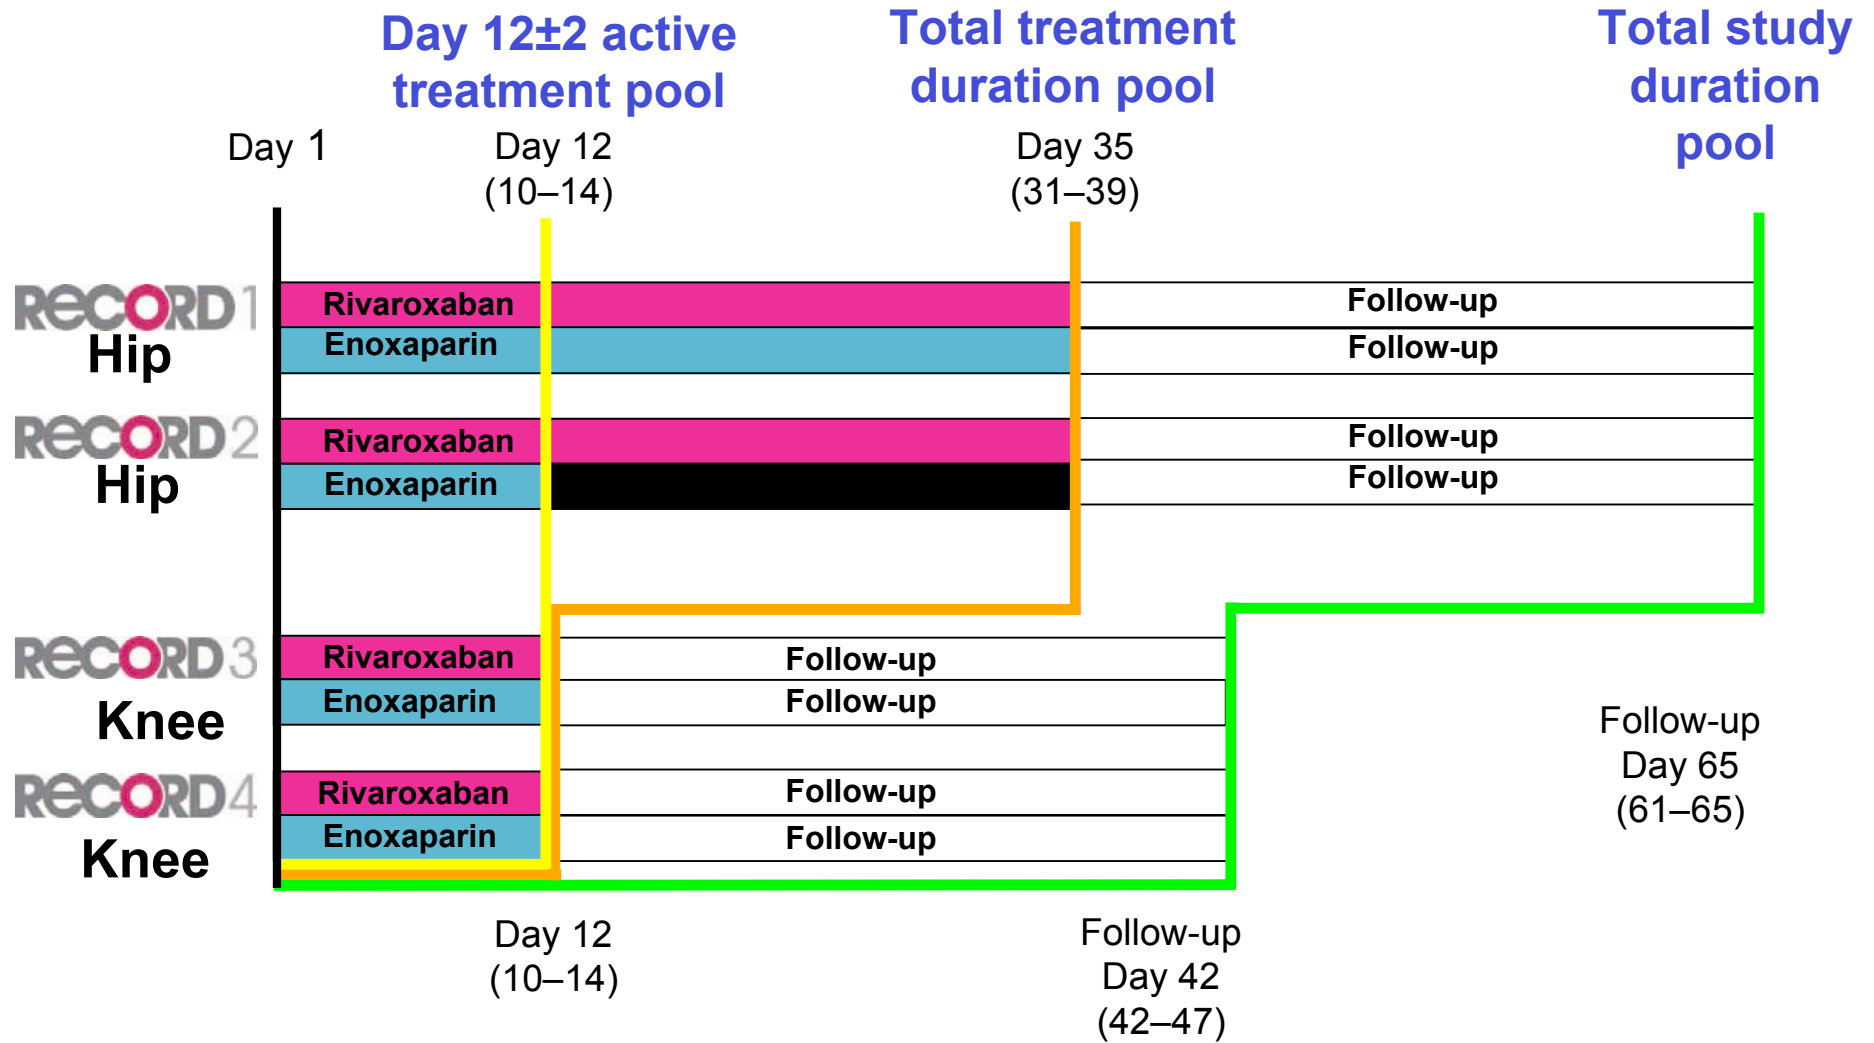 Day 12±2 active
treatment pool
Total treatment
duration pool
Total study
duration
pool
Day 1
Day 12
(10–14)
Day 35
(31–39)
RECORD1
Hip
Rivaroxaban
Follow-up
Enoxaparin
Follow-up
RECORD2
Hip
Rivaroxaban
Follow-up
Enoxaparin
Follow-up
RECORD3
Knee
Rivaroxaban
Follow-up
Enoxaparin
Follow-up
RECORD4
Knee
Rivaroxaban
Follow-up
Enoxaparin
Follow-up
Follow-up
Day 65
(61–65)
Day 12
(10–14)
Follow-up
Day 42
(42–47)